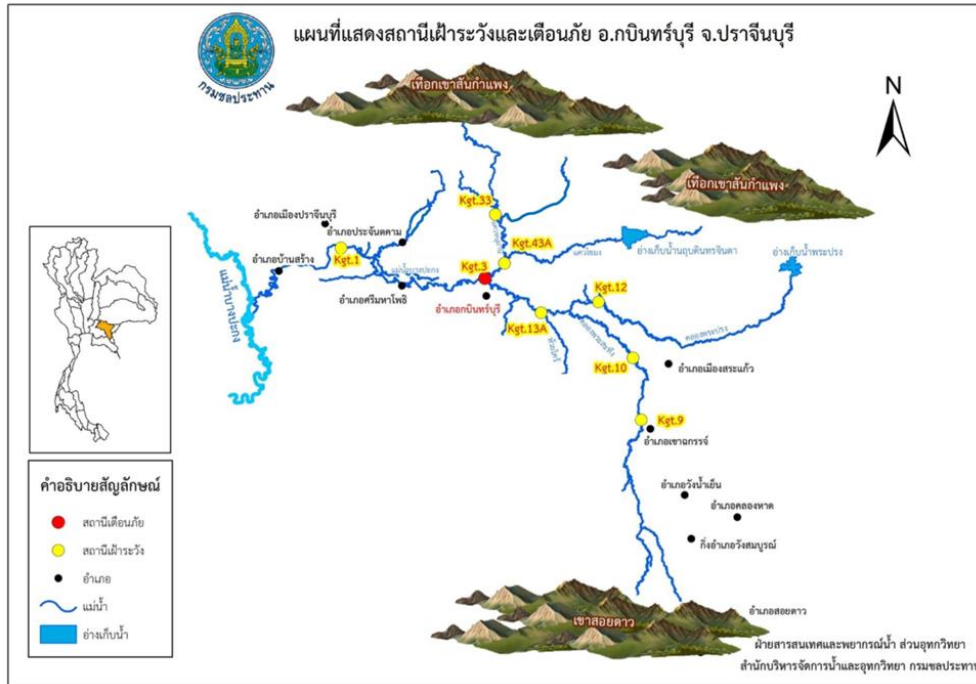 แผนที่แสดงสถานีเฝ้าระวังและเตือนภัย อ.กบินทร์บุรี จ.ปราจีนบุรี
กรมชลประทาน
เทือกเขาสันกำแพง
N
เทือกเขาสันกำแพง
Kgt.33
อำเภอเมืองปราจีนบุรี
อำเภอประจันตคาม
Kgt.43A
อ่างเก็บน้ำนฤบดินทรจินดา
อ่างเก็บน้ำพระปรง
อำเภอบ้านสร้าง
Kgt.1
แม่น้ำบางปะกง
Kgt.3
แม่น้ำบางปะกง
อำเภอศรีมหาโพธิ
อำเภอกบินทร์บุรี
Kgt.12
Kgt.13A
คลองพระสะทึง
คลองพระปรง
Kgt.10
อำเภอเมืองสระแก้ว
Kgt.9
อำเภอเขาฉกรรจ์
อำเภอวังน้ำเย็น
อำเภอคลองหาด
กิ่งอำเภอวังสมบูรณ์
คำอธิบายสัญลักษณ์
สถานีเตือนภัย
สถานีเฝ้าระวัง
อำเภอ
แม่น้ำ
อ่างเก็บน้ำ
เขาสอยดาว
อำเภอสอยดาว
ฝ่ายสารสนเทศและพยากรณ์น้ำ ส่วนอุทกวิทยา
สำนักบริหารจัดการน้ำและอุทกวิทยา กรมชลประทาน